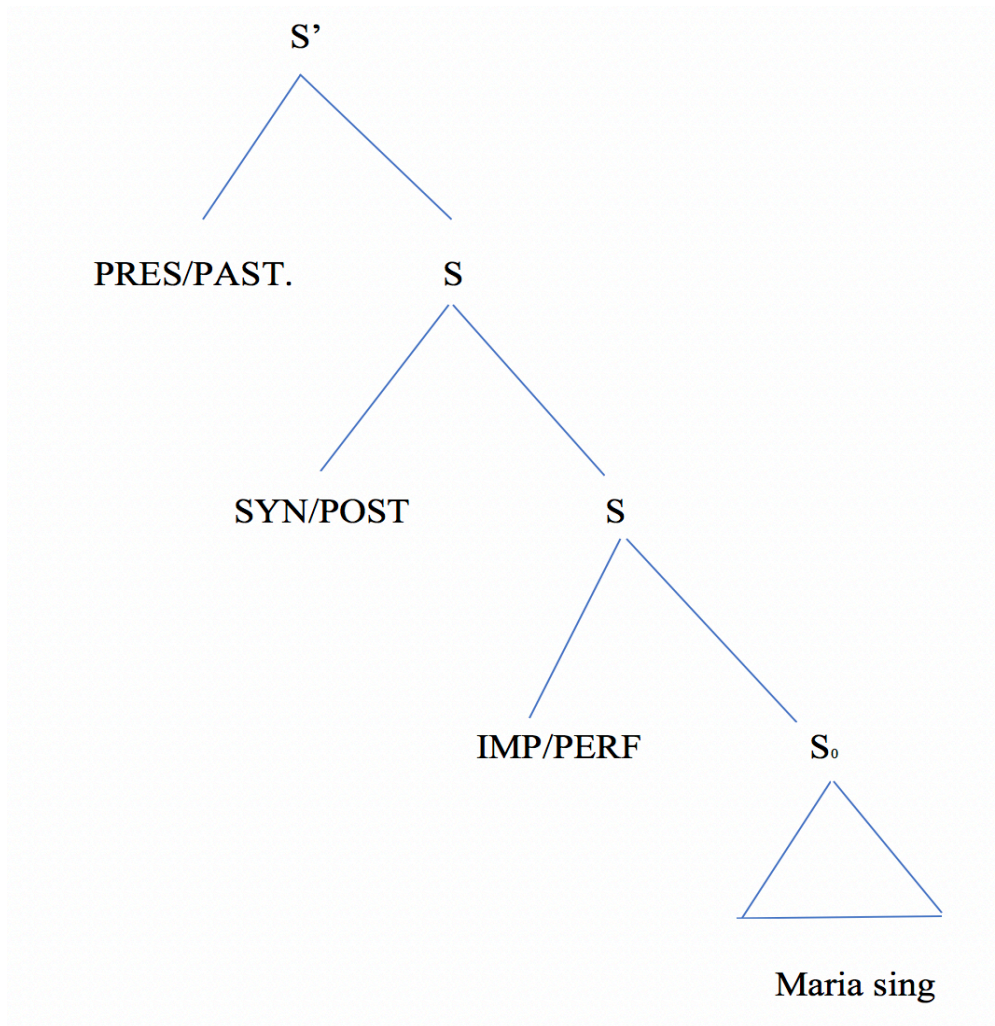 S’
PRES/PAST. S
SYN/POST S
IMP/PERF S₀
Maria sing